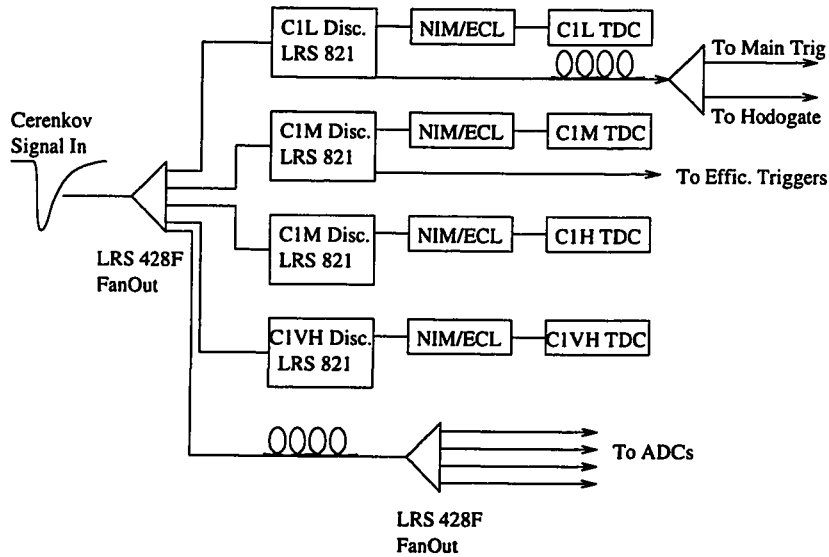 C1L Disc.
LRS 821
NIM/ECL
C1L TDC
To Main Trig
To Hodogate
Cerenkov
Signal In
C1M Disc.
LRS 821
NIM/ECL
C1M TDC
To Effic. Triggers
LRS 428F
FanOut
C1M Disc.
LRS 821
NIM/ECL
C1H TDC
C1VH Disc.
LRS 821
NIM/ECL
C1VH TDC
To ADCs
LRS 428F
FanOut